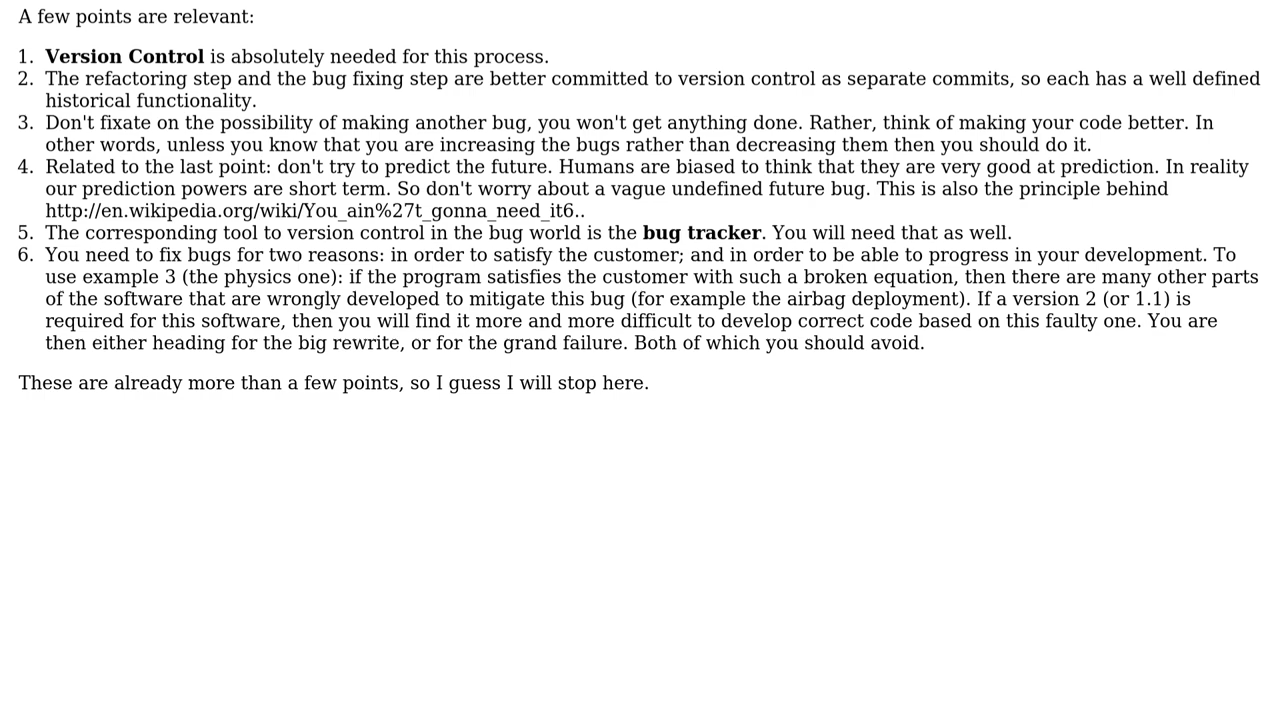 A few points are relevant:
1. Version Control is absolutely needed for this process.
2. The refactoring step and the bug fixing step are better committed to version control as separate commits, so each has a well defined
historical functionality.
3. Don't fixate on the possibility of making another bug, you won't get anything done. Rather, think of making your code better. In
other words, unless you know that you are increasing the bugs rather than decreasing them then you should do it.
4. Related to the last point: don't try to predict the future. Humans are biased to think that they are very good at prediction. In reality
our prediction powers are short term. So don't worry about a vague undefined future bug. This is also the principle behind
http://en.wikipedia.org/wiki/You_ain%27t_gonna_need_it6..
5. The corresponding tool to version control in the bug world is the bug tracker. You will need that as well.
6. You need to fix bugs for two reasons: in order to satisfy the customer; and in order to be able to progress in your development. To
use example 3 (the physics one): if the program satisfies the customer with such a broken equation, then there are many other parts
of the software that are wrongly developed to mitigate this bug (for example the airbag deployment). If a version 2 (or 1.1) is
required for this software, then you will find it more and more difficult to develop correct code based on this faulty one. You are
then either heading for the big rewrite, or for the grand failure. Both of which you should avoid.
These are already more than a few points, so I guess I will stop here.